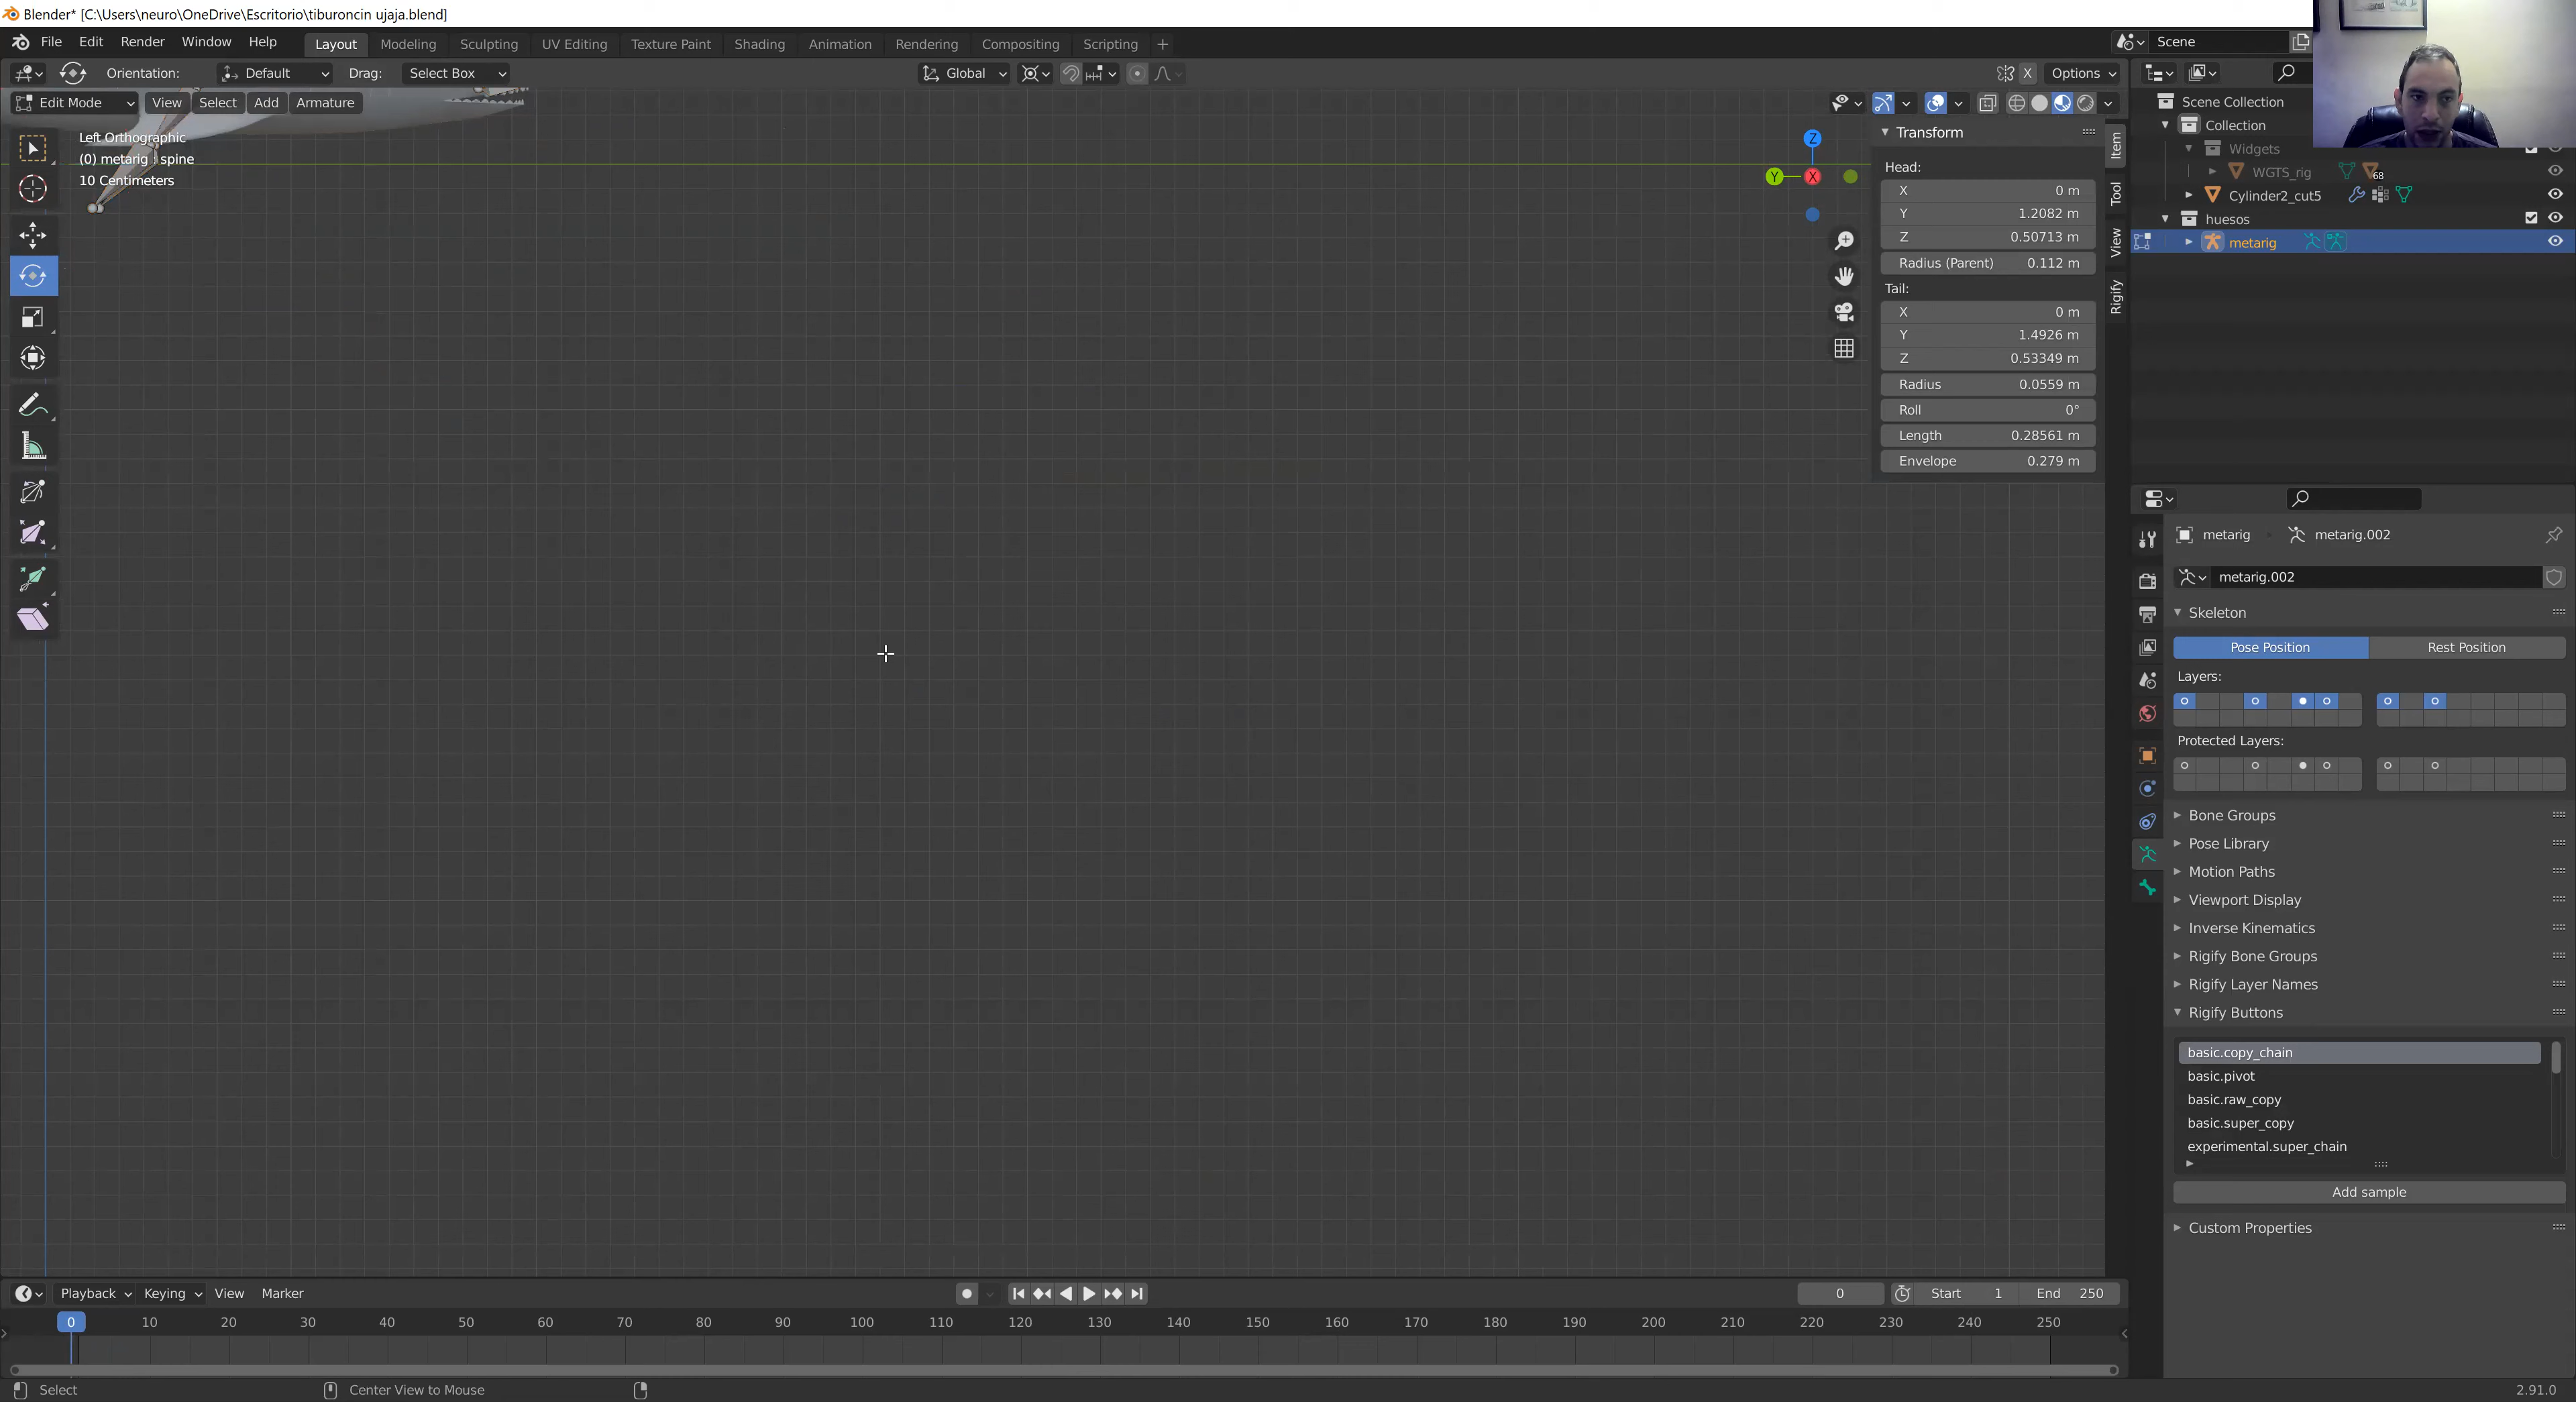 Blender* [C:\Users\neuro\OneDrive\Escritorio\tiburoncin ujaja.blend]
File Edit Render Window Help Layout Modeling Sculpting UV Editing Texture Paint Shading Animation Rendering Compositing Scripting + Scene
Orientation: Default Drag: Select Box Global X Options
Edit Mode View Select Add Armature
Left Orthographic
(0) metarig : spine
10 Centimeters
Z
Y
X
Transform
Head:
X 0 m
Y 1.2082 m
Z 0.50713 m
Radius (Parent) 0.112 m
Tail:
X 0 m
Y 1.4926 m
Z 0.53349 m
Radius 0.0559 m
Roll 0°
Length 0.28561 m
Envelope 0.279 m
Item
Tool
View
Rigify
Scene Collection
Collection
Widgets
WGTS_rig 68
Cylinder2_cut5
huesos
metarig
metarig metarig.002
metarig.002
Skeleton
Pose Position Rest Position
Layers:
Protected Layers:
Bone Groups
Pose Library
Motion Paths
Viewport Display
Inverse Kinematics
Rigify Bone Groups
Rigify Layer Names
Rigify Buttons
basic.copy_chain
basic.pivot
basic.raw_copy
basic.super_copy
experimental.super_chain
Add sample
Custom Properties
Playback Keying View Marker 0 Start 1 End 250
0 10 20 30 40 50 60 70 80 90 100 110 120 130 140 150 160 170 180 190 200 210 220 230 240 250
Select Center View to Mouse 2.91.0